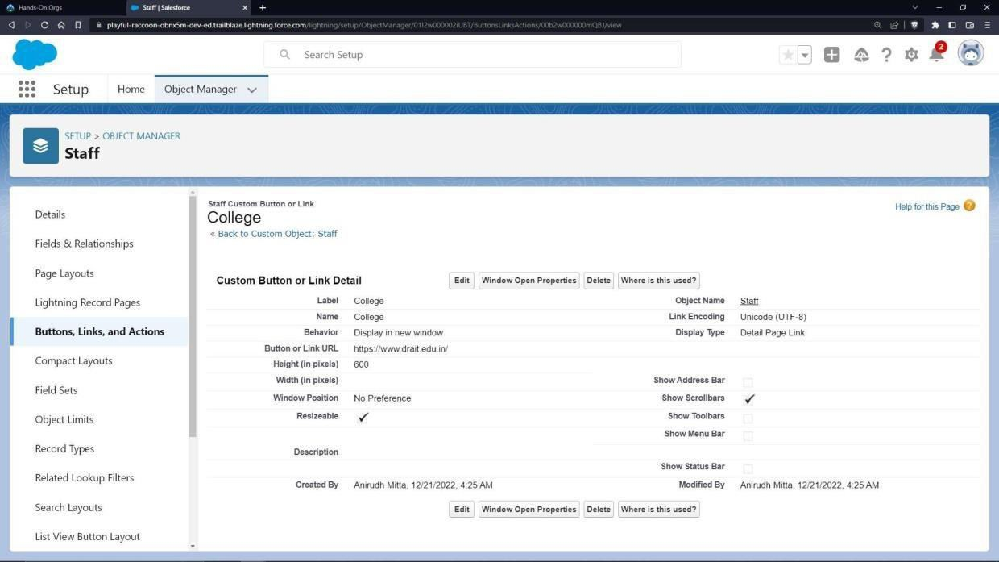 Hands-On Orgs
Staff | Salesforce
playful-raccoon-obnx5m-dev-ed.trailblaze.lightning.force.com/lightning/setup/ObjectManager/01I2w000002iUBT/ButtonsLinksActions/00b2w000000mQBJ/view
Search Setup
2
Setup Home Object Manager
SETUP > OBJECT MANAGER
Staff
Details
Fields & Relationships
Page Layouts
Lightning Record Pages
Buttons, Links, and Actions
Compact Layouts
Field Sets
Object Limits
Record Types
Related Lookup Filters
Search Layouts
List View Button Layout
Staff Custom Button or Link
College
« Back to Custom Object: Staff
Help for this Page ?
Custom Button or Link Detail Edit Window Open Properties Delete Where is this used?
Label College Object Name Staff
Name College Link Encoding Unicode (UTF-8)
Behavior Display in new window Display Type Detail Page Link
Button or Link URL https://www.drait.edu.in/
Height (in pixels) 600
Width (in pixels) Show Address Bar
Window Position No Preference Show Scrollbars
Resizeable Show Toolbars
Show Menu Bar
Description
Show Status Bar
Created By Anirudh Mitta, 12/21/2022, 4:25 AM Modified By Anirudh Mitta, 12/21/2022, 4:25 AM
Edit Window Open Properties Delete Where is this used?